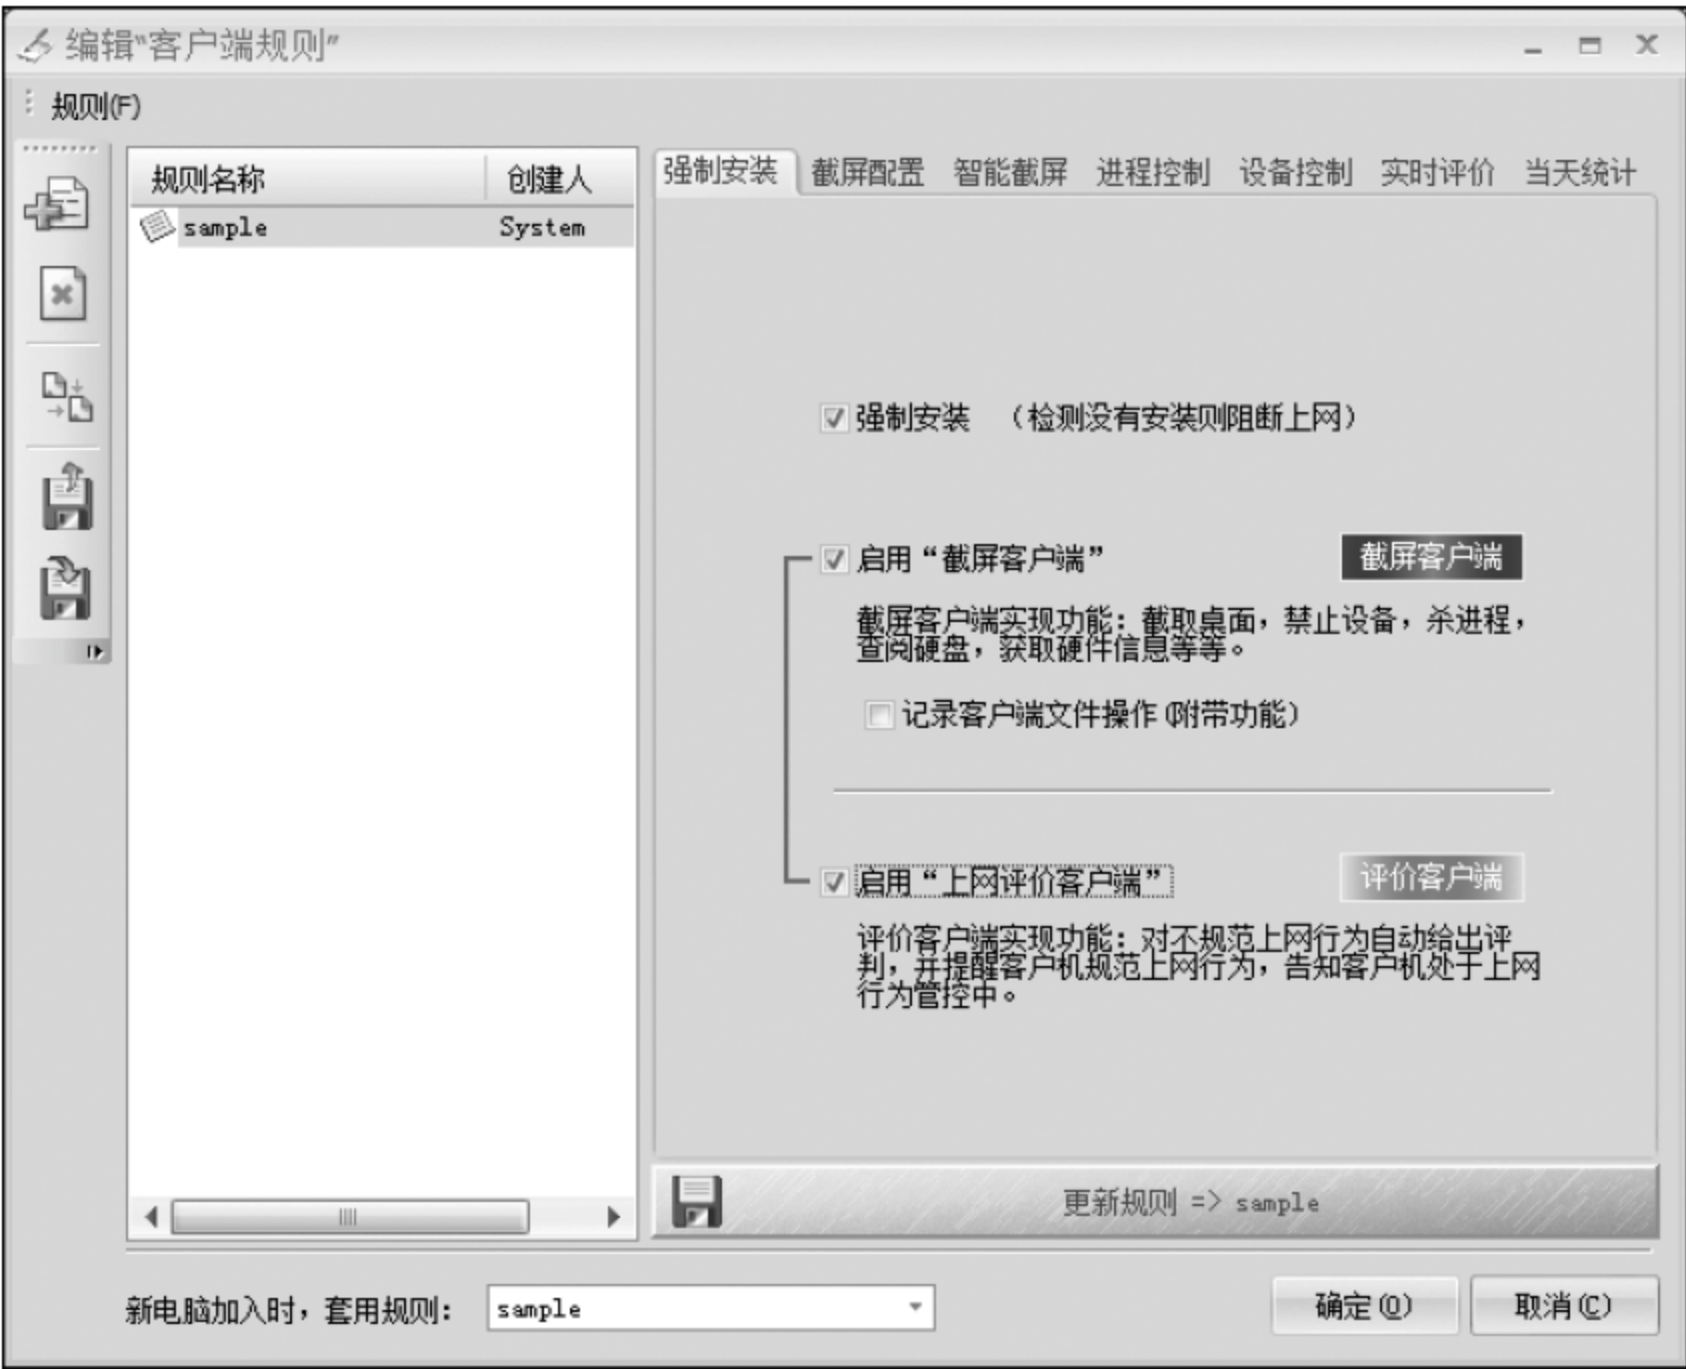 编辑“客户端规则”
规则(F)
规则名称 创建人
sample System
强制安装 截屏配置 智能截屏 进程控制 设备控制 实时评价 当天统计
强制安装 （检测没有安装则阻断上网）
启用“截屏客户端” 截屏客户端
截屏客户端实现功能：截取桌面，禁止设备，杀进程，
查阅硬盘，获取硬件信息等等。
记录客户端文件操作(附带功能)
启用“上网评价客户端” 评价客户端
评价客户端实现功能：对不规范上网行为自动给出评
判，并提醒客户机规范上网行为，告知客户机处于上网
行为管控中。
更新规则 => sample
新电脑加入时，套用规则： sample 确定(O) 取消(C)